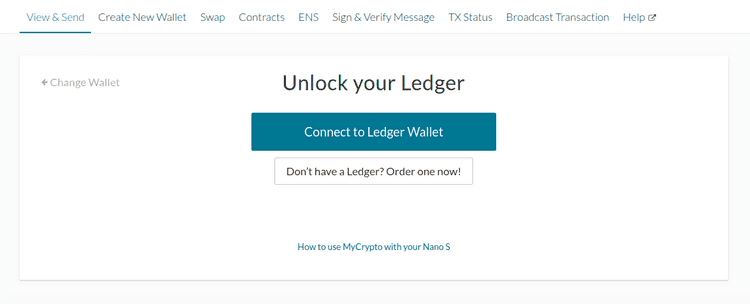 View & Send Create New Wallet Swap Contracts ENS Sign & Verify Message TX Status Broadcast Transaction Help
Change Wallet
Unlock your Ledger
Connect to Ledger Wallet
Don't have a Ledger? Order one now!
How to use MyCrypto with your Nano S